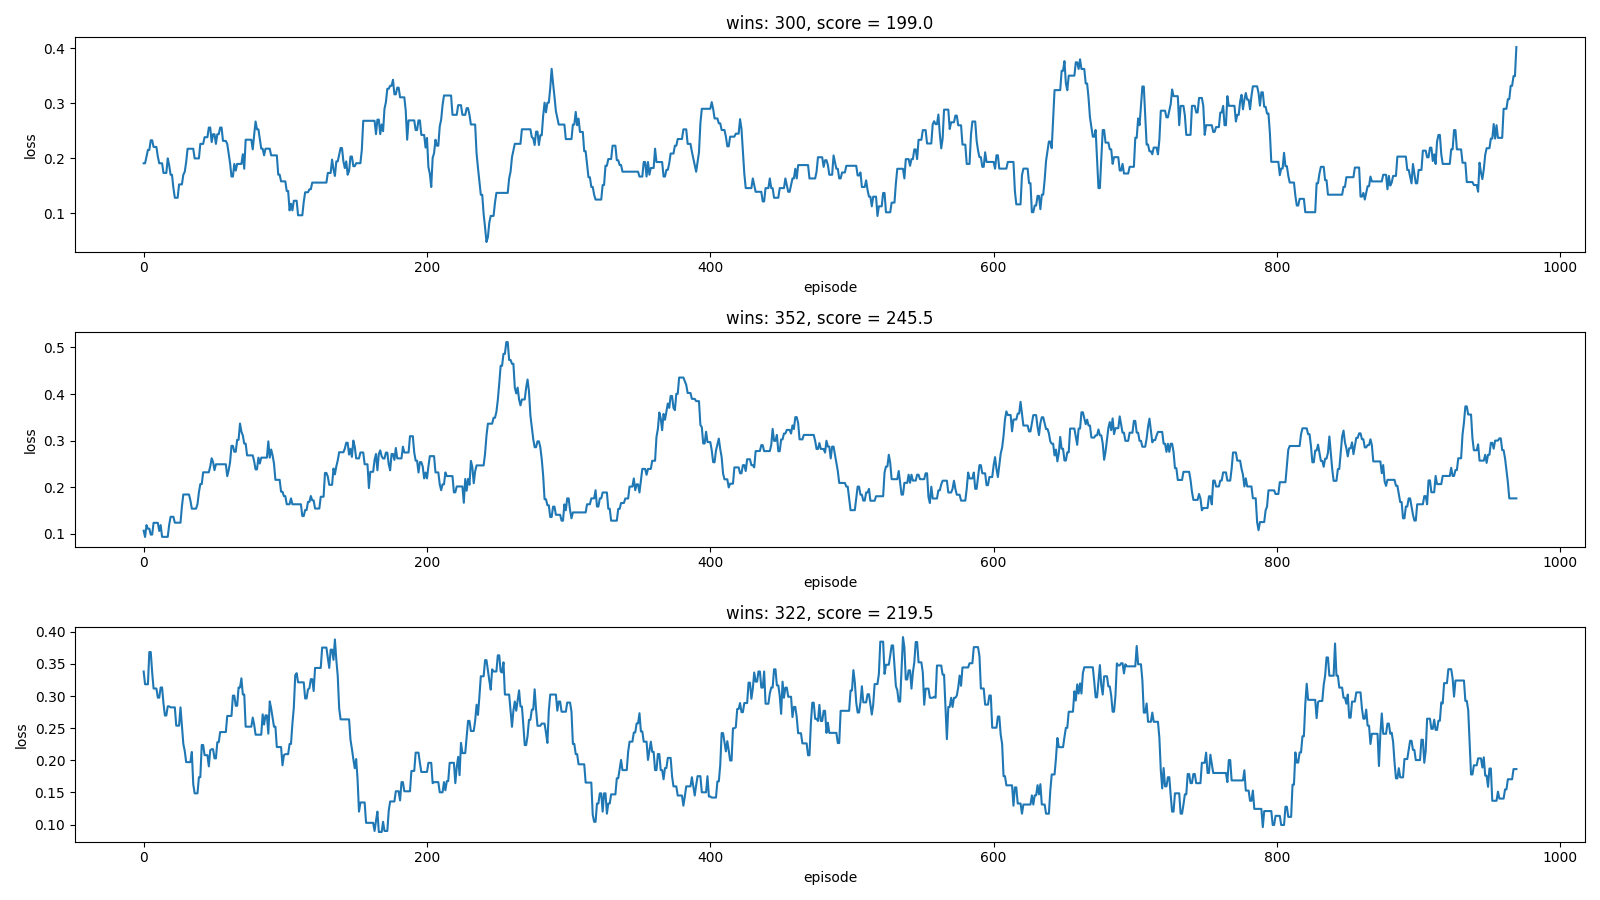 wins: 300, score = 199.0
0.4
0.3
0.2
0.1
loss
0 200 400 600 800 1000
episode
wins: 352, score = 245.5
0.5
0.4
0.3
0.2
0.1
loss
0 200 400 600 800 1000
episode
wins: 322, score = 219.5
0.40
0.35
0.30
0.25
0.20
0.15
0.10
loss
0 200 400 600 800 1000
episode